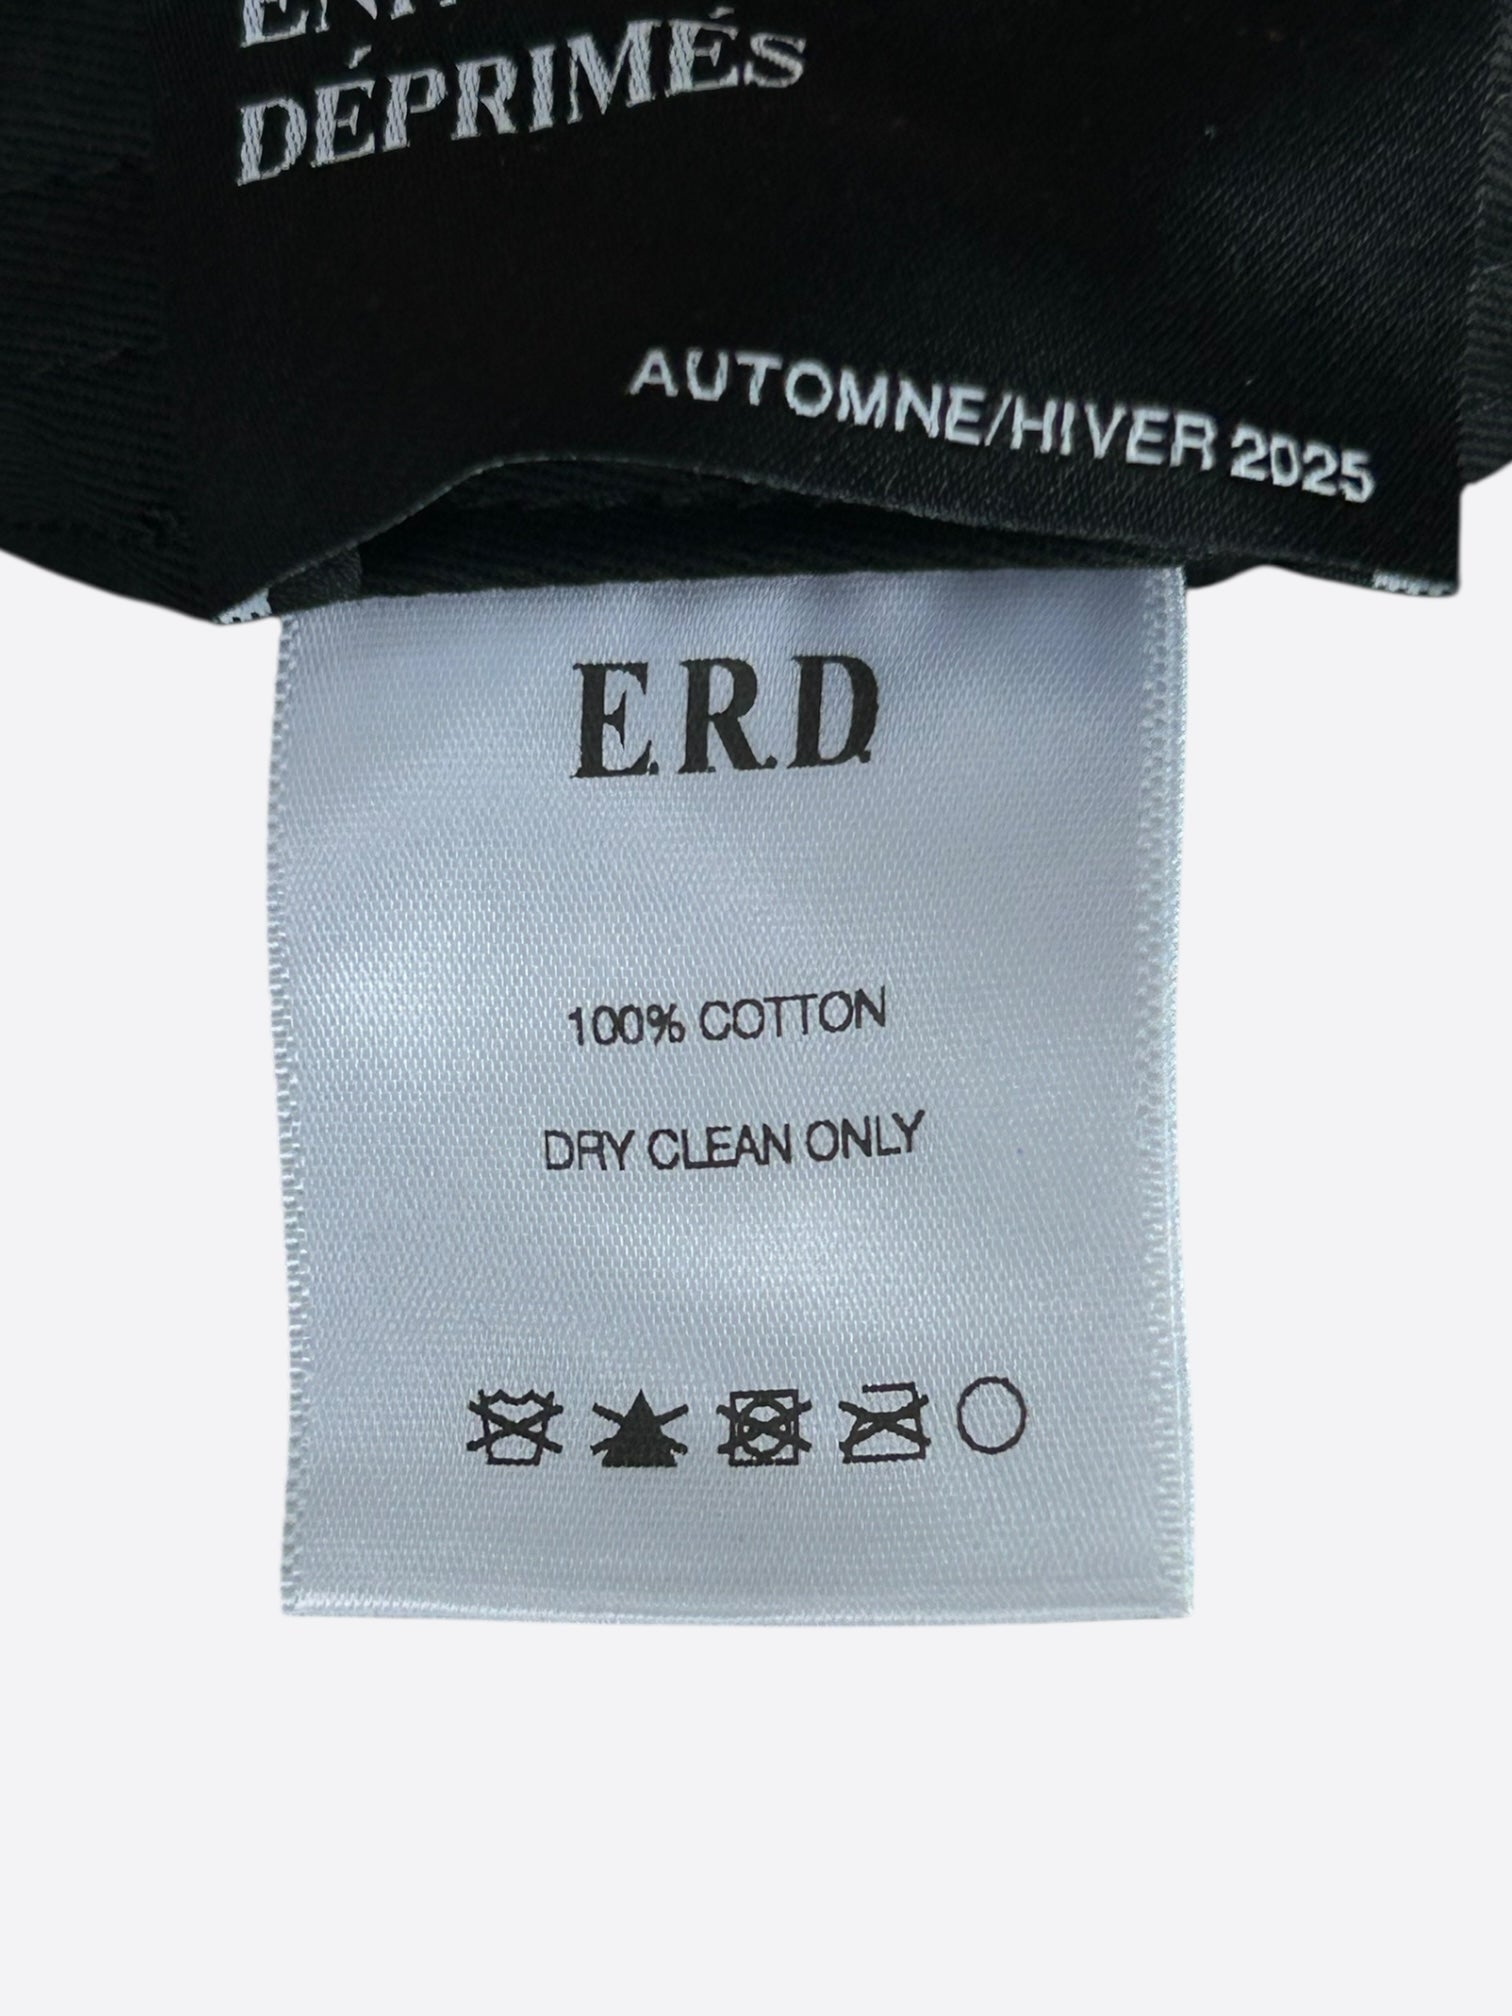 DÉPRIMÉS
AUTOMNE/HIVER 2025
E.R.D.
100% COTTON
DRY CLEAN ONLY